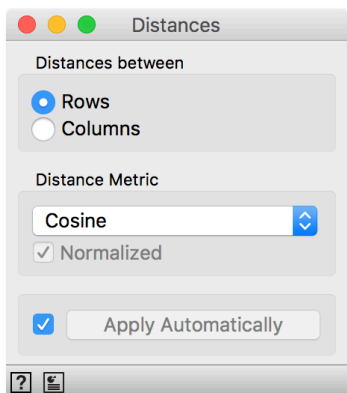 Distances
Distances between
Rows
Columns
Distance Metric
Cosine
Normalized
Apply Automatically
?